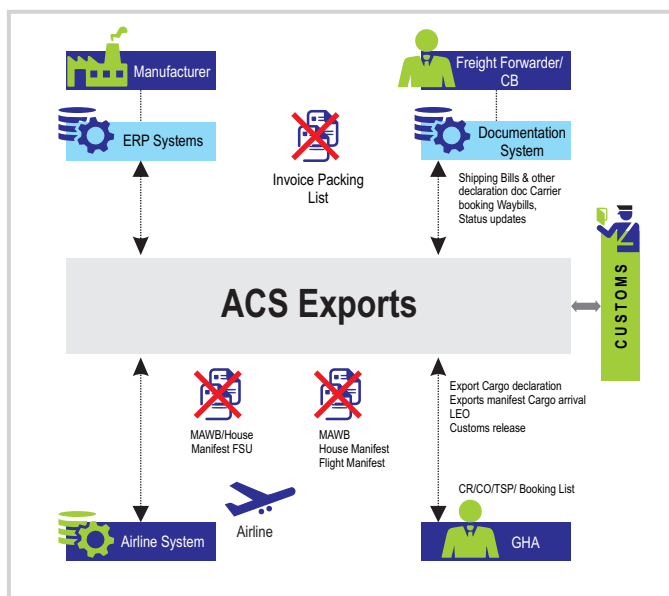 Manufacturer
Freight Forwarder/
CB
ERP Systems
Documentation
System
Invoice Packing
List
Shipping Bills & other
declaration doc Carrier
booking Waybills,
Status updates
ACS Exports
CUSTOMS
MAWB/House
Manifest FSU
MAWB
House Manifest
Flight Manifest
Export Cargo declaration
Exports manifest Cargo arrival
LEO
Customs release
CR/CO/TSP/ Booking List
Airline
Airline System
GHA